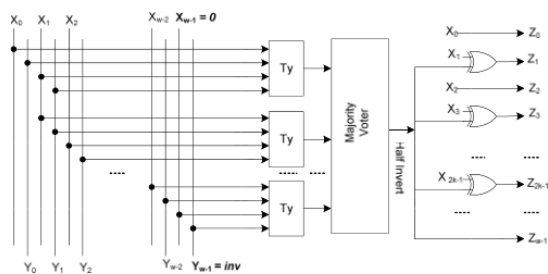 X0 X1 X2 Xw-2 Xw-1 = 0
Ty
Ty
Ty
Majority Voter
Half Invert
X0 Z0
X1 Z1
X2 Z2
X3 Z3
X2k-1 Z2k-1
Zw-1
Y0 Y1 Y2 Yw-2 Yw-1 = inv